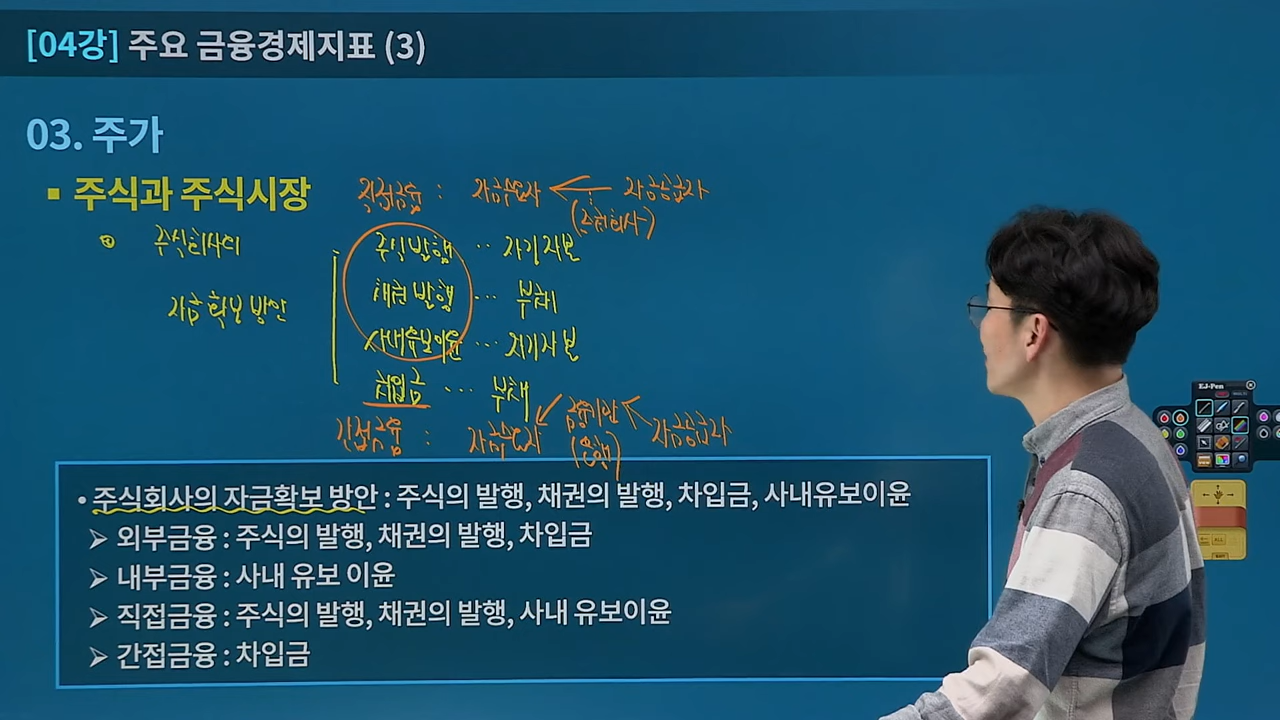 [04강] 주요 금융경제지표 (3)
03. 주가
▪ 주식과 주식시장
직접금융 : 자금수요자 ← 자금공급자
(증권회사)
주식회사의
자금확보 방안
주식발행 ·· 자기자본
채권발행 ··· 부채
사내유보이윤 ··· 자기자본
차입금 ··· 부채
간접금융 : 자금수요자 ↙ 금융기관 ↖ 자금공급자
(은행)
• 주식회사의 자금확보 방안 : 주식의 발행, 채권의 발행, 차입금, 사내유보이윤
➢ 외부금융 : 주식의 발행, 채권의 발행, 차입금
➢ 내부금융 : 사내 유보 이윤
➢ 직접금융 : 주식의 발행, 채권의 발행, 사내 유보이윤
➢ 간접금융 : 차입금
EJ-Pen